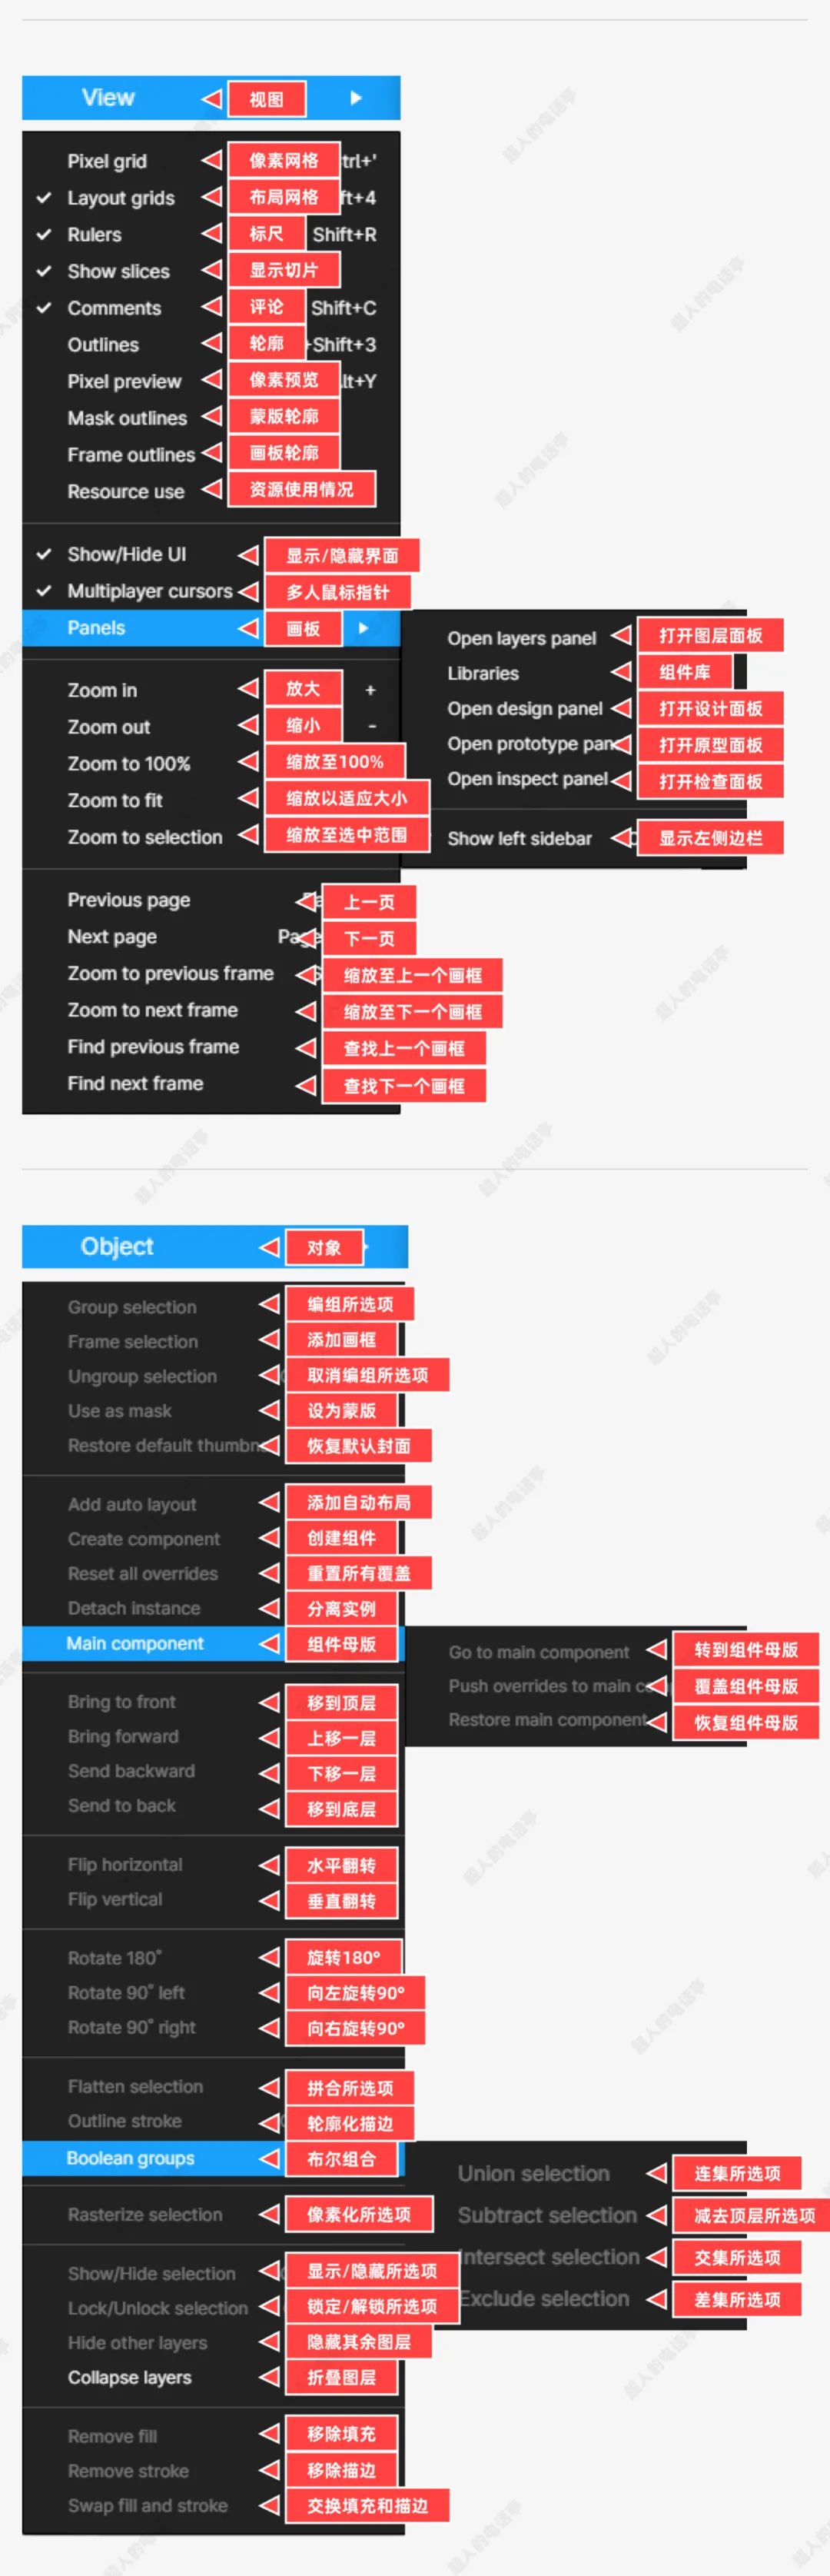 View 视图
Pixel grid 像素网格 trl+'
Layout grids 布局网格 ft+4
Rulers 标尺 Shift+R
Show slices 显示切片
Comments 评论 Shift+C
Outlines 轮廓 +Shift+3
Pixel preview 像素预览 lt+Y
Mask outlines 蒙版轮廓
Frame outlines 画板轮廓
Resource use 资源使用情况
Show/Hide UI 显示/隐藏界面
Multiplayer cursors 多人鼠标指针
Panels 画板
Open layers panel 打开图层面板
Libraries 组件库
Open design panel 打开设计面板
Open prototype pan 打开原型面板
Open inspect panel 打开检查面板
Show left sidebar 显示左侧边栏
Zoom in 放大 +
Zoom out 缩小 -
Zoom to 100% 缩放至100%
Zoom to fit 缩放以适应大小
Zoom to selection 缩放至选中范围
Previous page 上一页
Next page Page 下一页
Zoom to previous frame 缩放至上一个画框
Zoom to next frame 缩放至下一个画框
Find previous frame 查找上一个画框
Find next frame 查找下一个画框
Object 对象
Group selection 编组所选项
Frame selection 添加画框
Ungroup selection 取消编组所选项
Use as mask 设为蒙版
Restore default thumbn 恢复默认封面
Add auto layout 添加自动布局
Create component 创建组件
Reset all overrides 重置所有覆盖
Detach instance 分离实例
Main component 组件母版
Go to main component 转到组件母版
Push overrides to main co 覆盖组件母版
Restore main component 恢复组件母版
Bring to front 移到顶层
Bring forward 上移一层
Send backward 下移一层
Send to back 移到底层
Flip horizontal 水平翻转
Flip vertical 垂直翻转
Rotate 180° 旋转180°
Rotate 90° left 向左旋转90°
Rotate 90° right 向右旋转90°
Flatten selection 拼合所选项
Outline stroke 轮廓化描边
Boolean groups 布尔组合
Union selection 连集所选项
Subtract selection 减去顶层所选项
Intersect selection 交集所选项
Exclude selection 差集所选项
Rasterize selection 像素化所选项
Show/Hide selection 显示/隐藏所选项
Lock/Unlock selection 锁定/解锁所选项
Hide other layers 隐藏其余图层
Collapse layers 折叠图层
Remove fill 移除填充
Remove stroke 移除描边
Swap fill and stroke 交换填充和描边
超人的电话亭